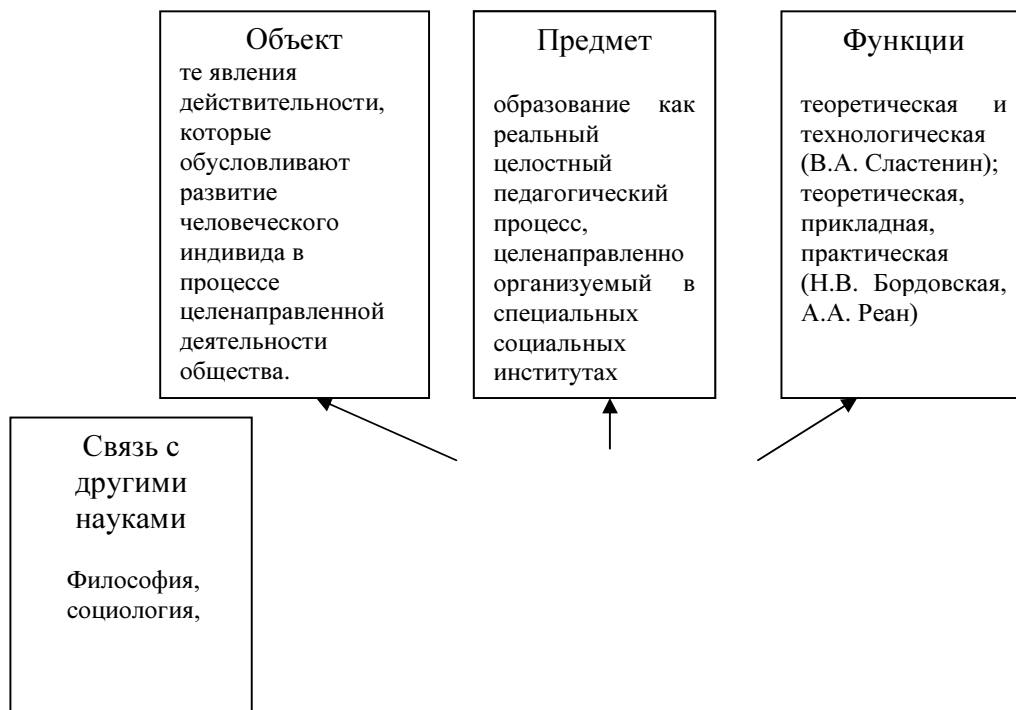 Объект
те явления
действительности,
которые
обусловливают
развитие
человеческого
индивида в
процессе
целенаправленной
деятельности
общества.
Предмет
образование как
реальный
целостный
педагогический
процесс,
целенаправленно
организуемый в
специальных
социальных
институтах
Функции
теоретическая и
технологическая
(В.А. Сластенин);
теоретическая,
прикладная,
практическая
(Н.В. Бордовская,
А.А. Реан)
Связь с
другими
науками
Философия,
социология,